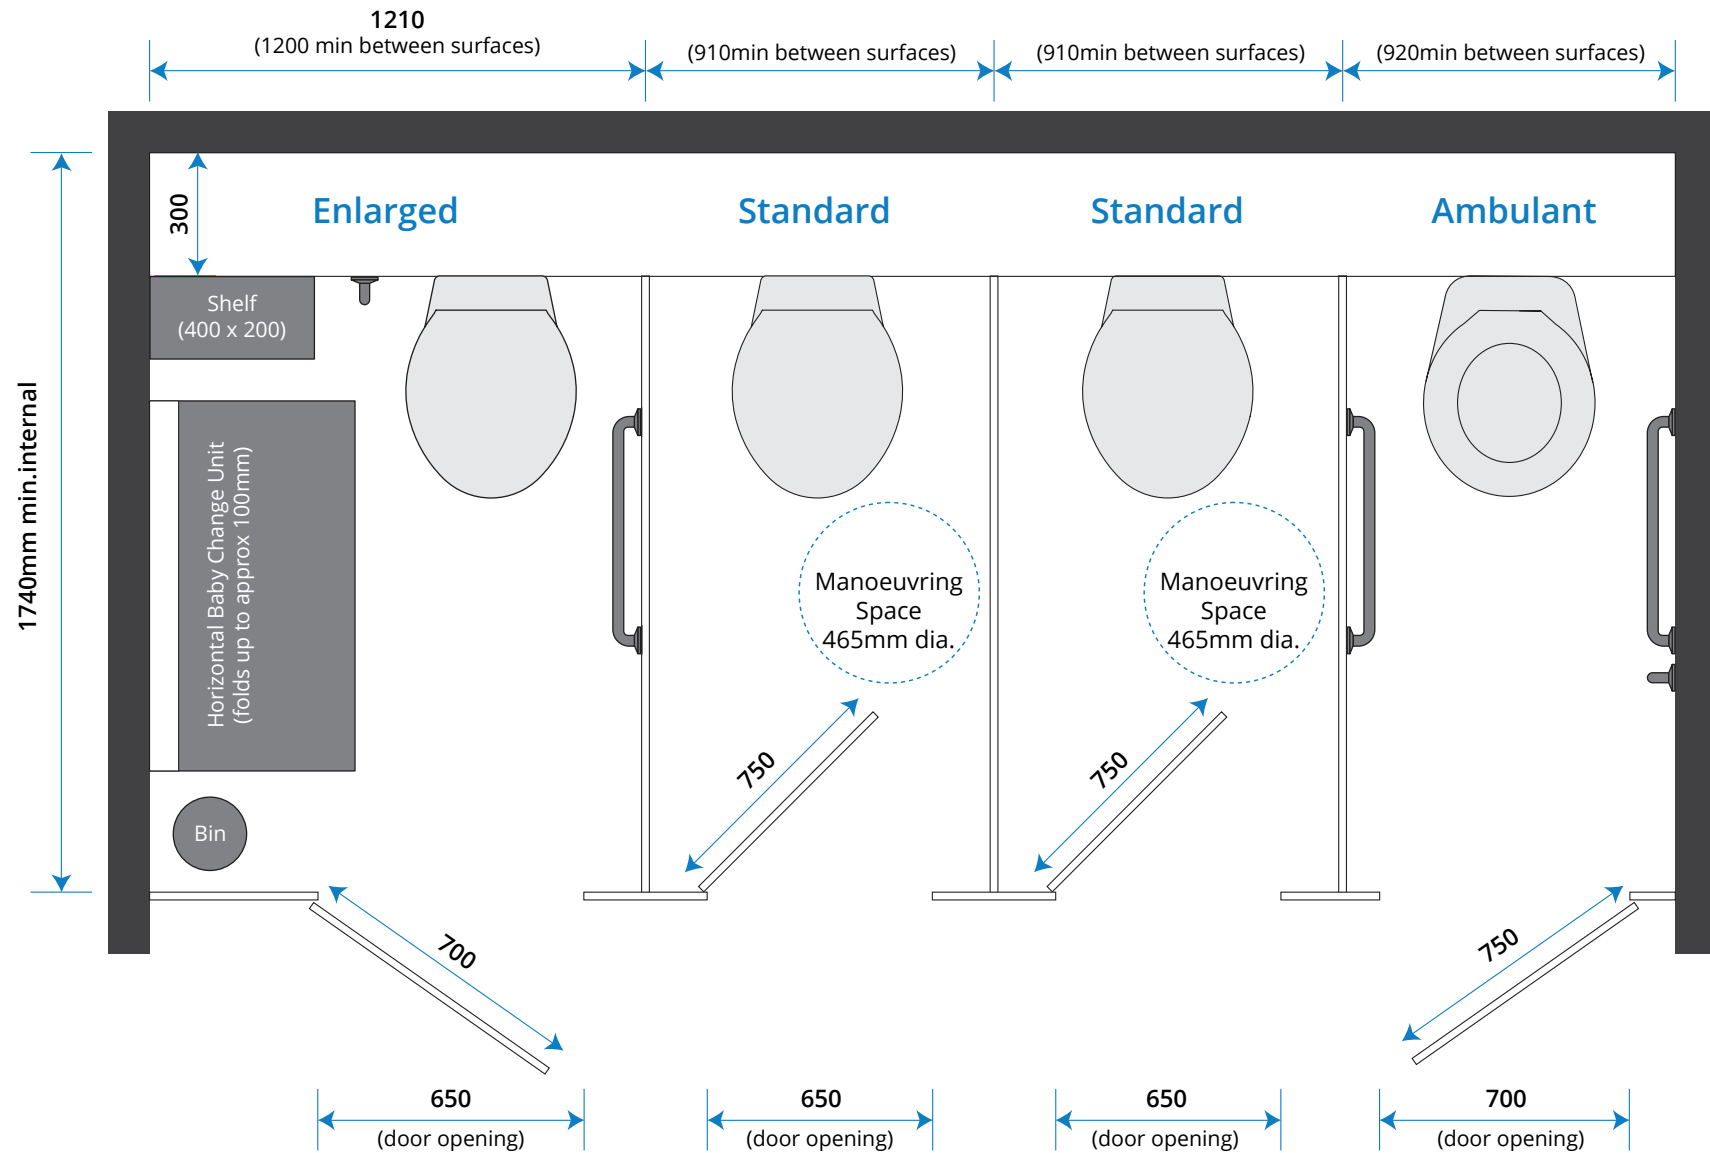 1210
(1200 min between surfaces)
(910min between surfaces)
(910min between surfaces)
(920min between surfaces)
300
Enlarged
Standard
Standard
Ambulant
Shelf
(400 x 200)
1740mm min.internal
Horizontal Baby Change Unit
(folds up to approx 100mm)
Manoeuvring
Space
465mm dia.
Manoeuvring
Space
465mm dia.
750
750
Bin
700
750
650
(door opening)
650
(door opening)
650
(door opening)
700
(door opening)